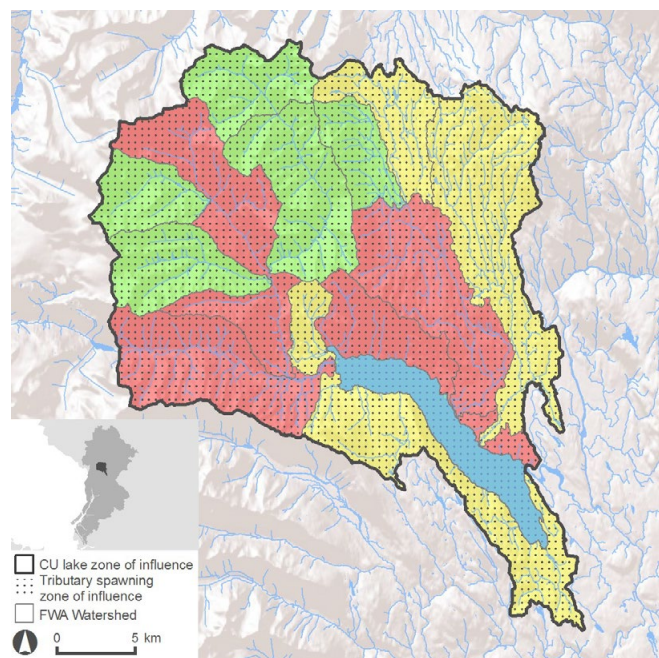 CU lake zone of influence
Tributary spawning
zone of influence
FWA Watershed
0 5 km